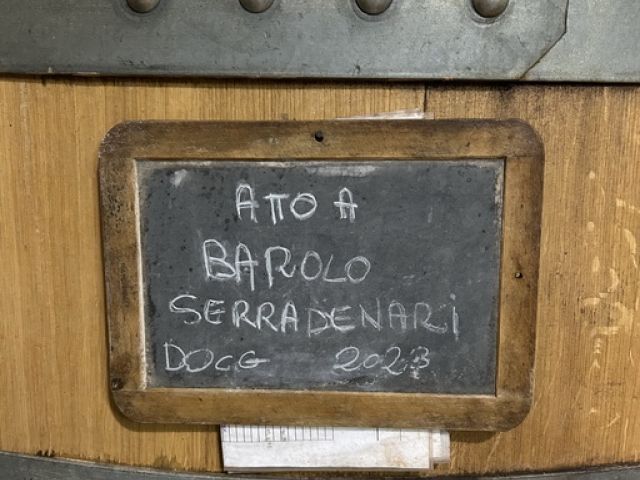 ATTO A
BAROLO
SERRADENARI
DOCG 2023